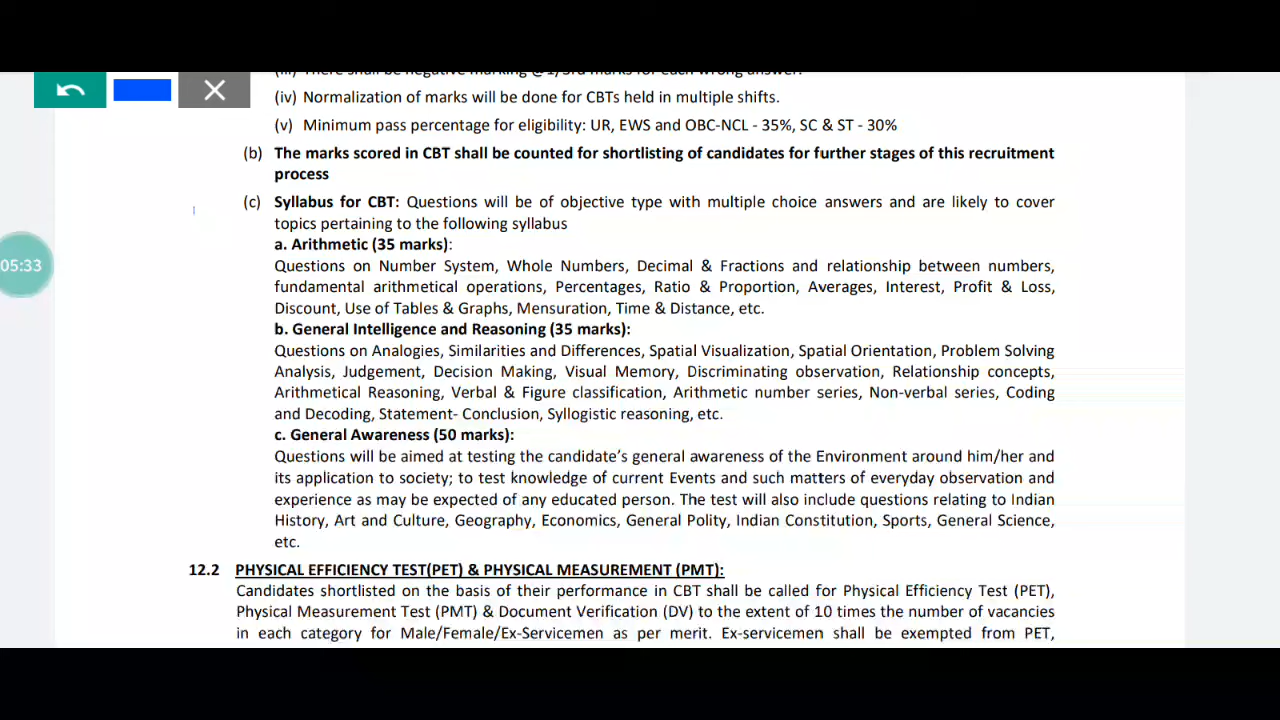 (iii) There shall be negative marking @1/3rd marks for each wrong answer.
(iv) Normalization of marks will be done for CBTs held in multiple shifts.
(v) Minimum pass percentage for eligibility: UR, EWS and OBC-NCL - 35%, SC & ST - 30%
(b) The marks scored in CBT shall be counted for shortlisting of candidates for further stages of this recruitment
process
(c) Syllabus for CBT: Questions will be of objective type with multiple choice answers and are likely to cover
topics pertaining to the following syllabus
a. Arithmetic (35 marks):
05:33
Questions on Number System, Whole Numbers, Decimal & Fractions and relationship between numbers,
fundamental arithmetical operations, Percentages, Ratio & Proportion, Averages, Interest, Profit & Loss,
Discount, Use of Tables & Graphs, Mensuration, Time & Distance, etc.
b. General Intelligence and Reasoning (35 marks):
Questions on Analogies, Similarities and Differences, Spatial Visualization, Spatial Orientation, Problem Solving
Analysis, Judgement, Decision Making, Visual Memory, Discriminating observation, Relationship concepts,
Arithmetical Reasoning, Verbal & Figure classification, Arithmetic number series, Non-verbal series, Coding
and Decoding, Statement- Conclusion, Syllogistic reasoning, etc.
c. General Awareness (50 marks):
Questions will be aimed at testing the candidate's general awareness of the Environment around him/her and
its application to society; to test knowledge of current Events and such matters of everyday observation and
experience as may be expected of any educated person. The test will also include questions relating to Indian
History, Art and Culture, Geography, Economics, General Polity, Indian Constitution, Sports, General Science,
etc.
12.2 PHYSICAL EFFICIENCY TEST(PET) & PHYSICAL MEASUREMENT (PMT):
Candidates shortlisted on the basis of their performance in CBT shall be called for Physical Efficiency Test (PET),
Physical Measurement Test (PMT) & Document Verification (DV) to the extent of 10 times the number of vacancies
in each category for Male/Female/Ex-Servicemen as per merit. Ex-servicemen shall be exempted from PET,